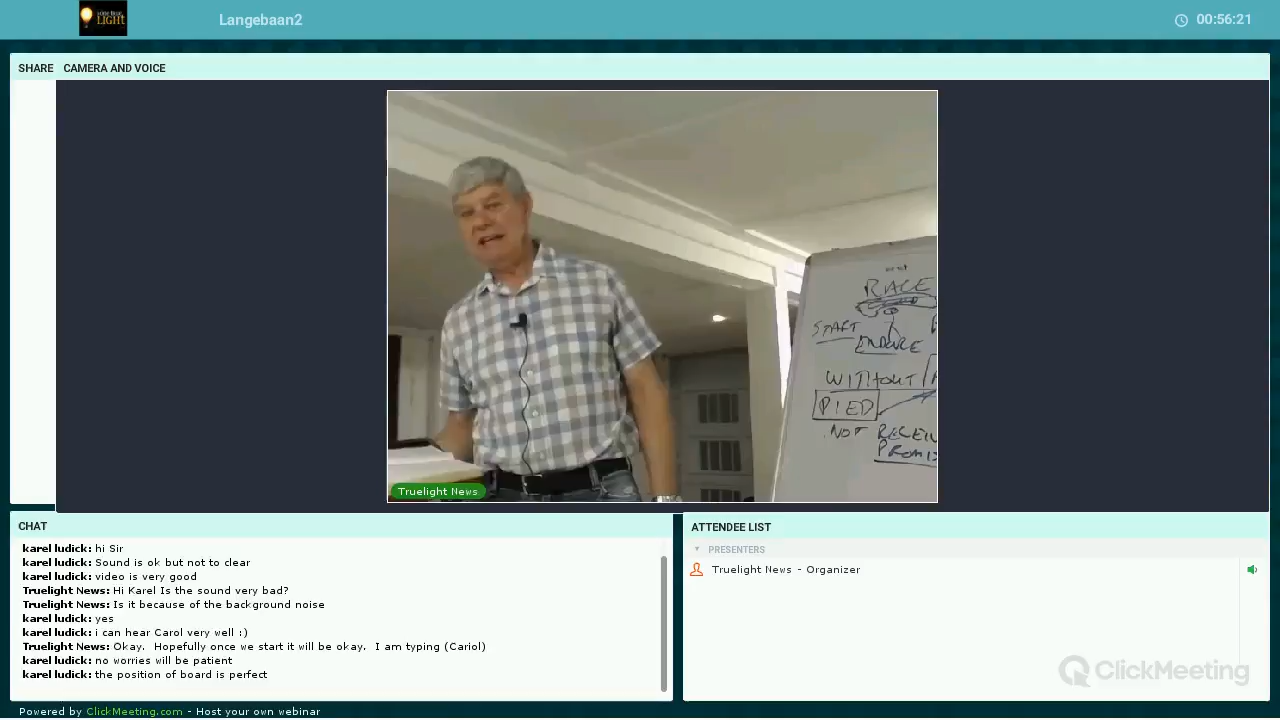 LIGHT
Langebaan2
00:56:21
SHARE CAMERA AND VOICE
RACE
START
ENDURE
WITHOUT
DIED
NOT
Truelight News
CHAT
karel ludick: hi Sir
karel ludick: Sound is ok but not to clear
karel ludick: video is very good
Truelight News: Hi Karel Is the sound very bad?
Truelight News: Is it because of the background noise
karel ludick: yes
karel ludick: i can hear Carol very well :)
Truelight News: Okay. Hopefully once we start it will be okay. I am typing (Cariol)
karel ludick: no worries will be patient
karel ludick: the position of board is perfect
ATTENDEE LIST
PRESENTERS
Truelight News - Organizer
ClickMeeting
Powered by ClickMeeting.com - Host your own webinar